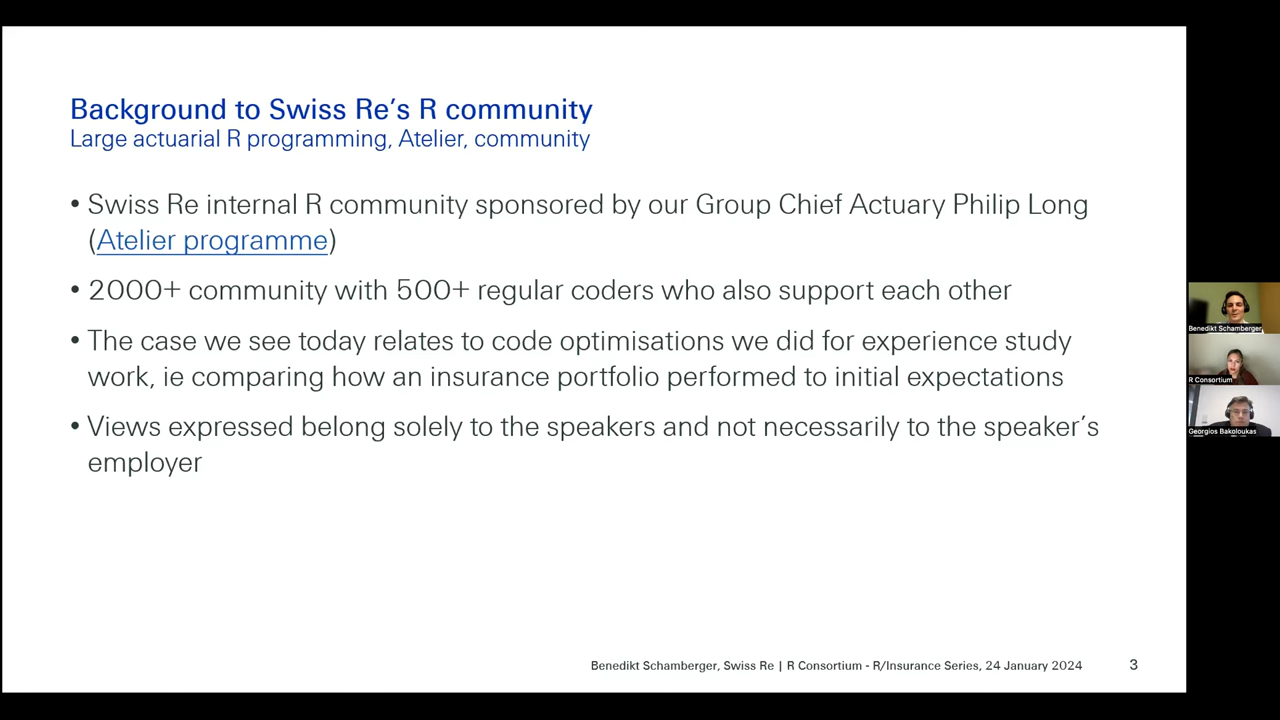 Background to Swiss Re's R community
Large actuarial R programming, Atelier, community
• Swiss Re internal R community sponsored by our Group Chief Actuary Philip Long
(Atelier programme)
• 2000+ community with 500+ regular coders who also support each other
• The case we see today relates to code optimisations we did for experience study
work, ie comparing how an insurance portfolio performed to initial expectations
• Views expressed belong solely to the speakers and not necessarily to the speaker's
employer
Benedikt Schamberger, Swiss Re | R Consortium - R/Insurance Series, 24 January 2024
3
Benedikt Schamberger
R Consortium
Georgios Bakoloukas